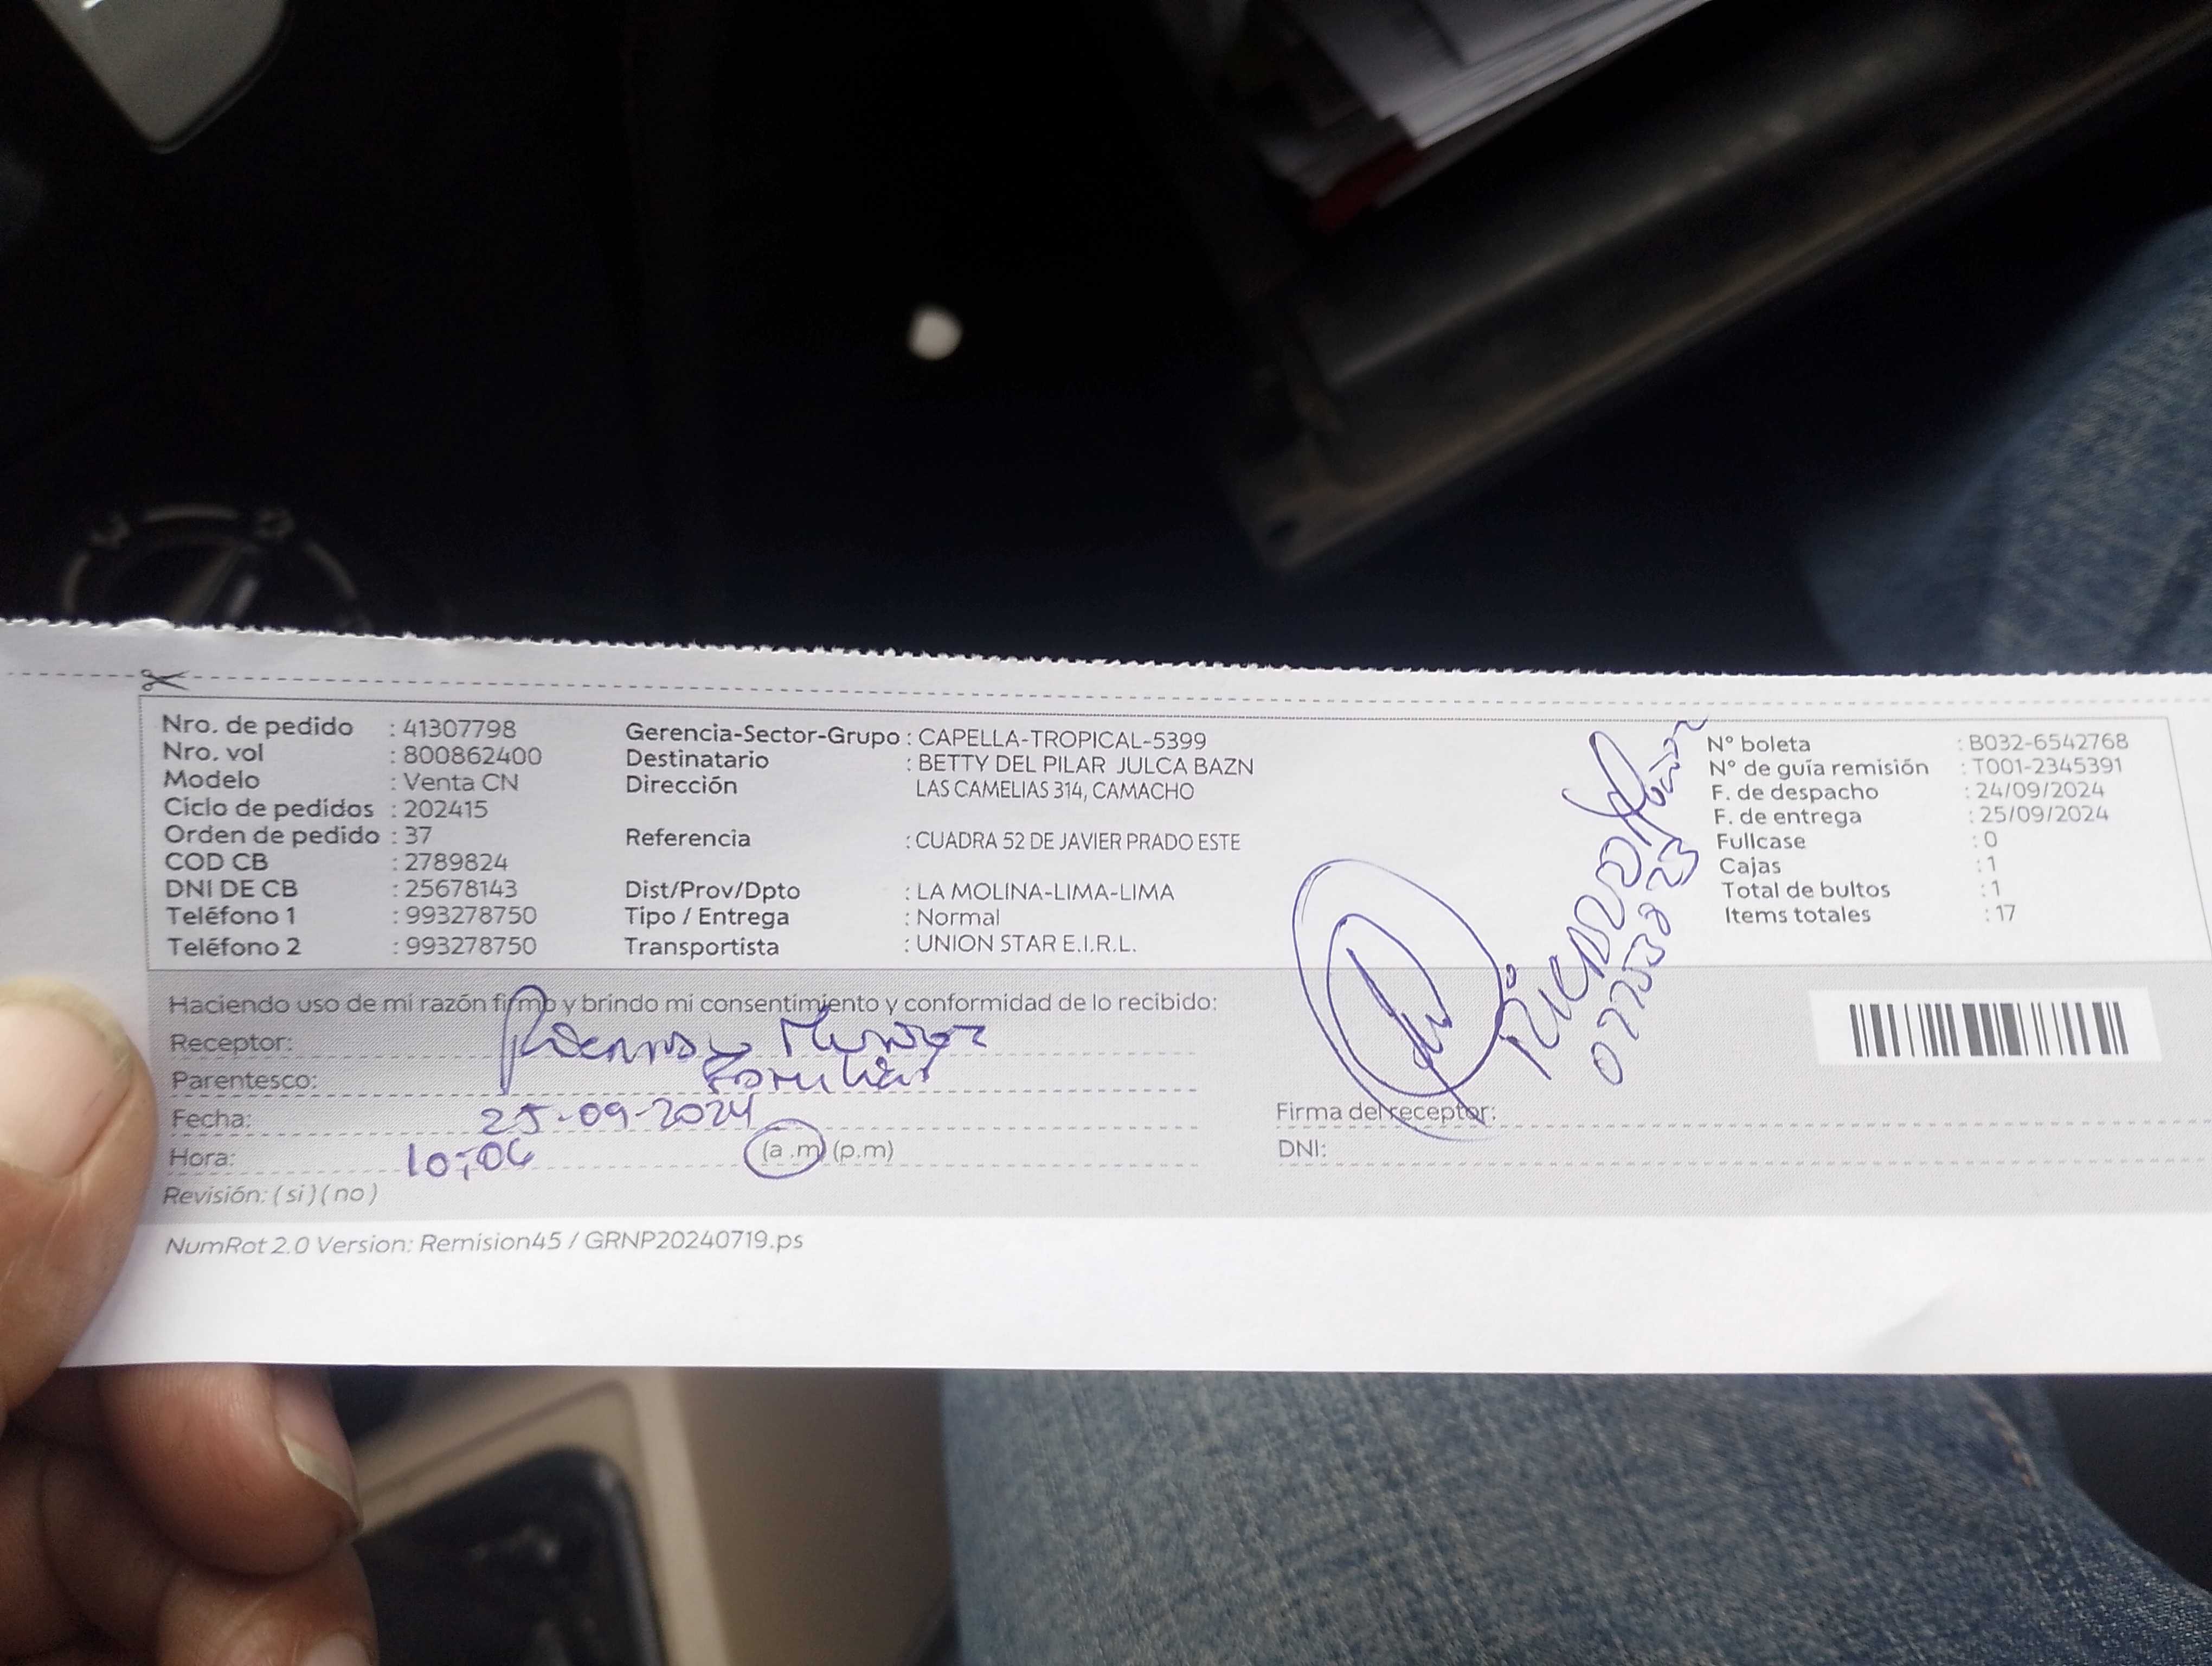 Nro. de pedido : 41307798
Nro. vol : 800862400
Modelo : Venta CN
Ciclo de pedidos : 202415
Orden de pedido : 37
COD CB : 2789824
DNI DE CB : 25678143
Teléfono 1 : 993278750
Teléfono 2 : 993278750
Gerencia-Sector-Grupo : CAPELLA-TROPICAL-5399
Destinatario : BETTY DEL PILAR JULCA BAZN
Dirección LAS CAMELIAS 314, CAMACHO
Referencia : CUADRA 52 DE JAVIER PRADO ESTE
Dist/Prov/Dpto : LA MOLINA-LIMA-LIMA
Tipo / Entrega : Normal
Transportista : UNION STAR E.I.R.L.
N° boleta : B032-6542768
N° de guía remisión : T001-2345391
F. de despacho : 24/09/2024
F. de entrega : 25/09/2024
Fullcase : 0
Cajas : 1
Total de bultos : 1
Items totales : 17
Haciendo uso de mi razón firmo y brindo mi consentimiento y conformidad de lo recibido:
Receptor:
Parentesco: Familiar
Fecha: 25-09-2024
Hora: 10:06 (a.m) (p.m)
Revisión: (si) (no)
Firma del receptor:
DNI:
NumRot 2.0 Version: Remision45 / GRNP20240719.ps